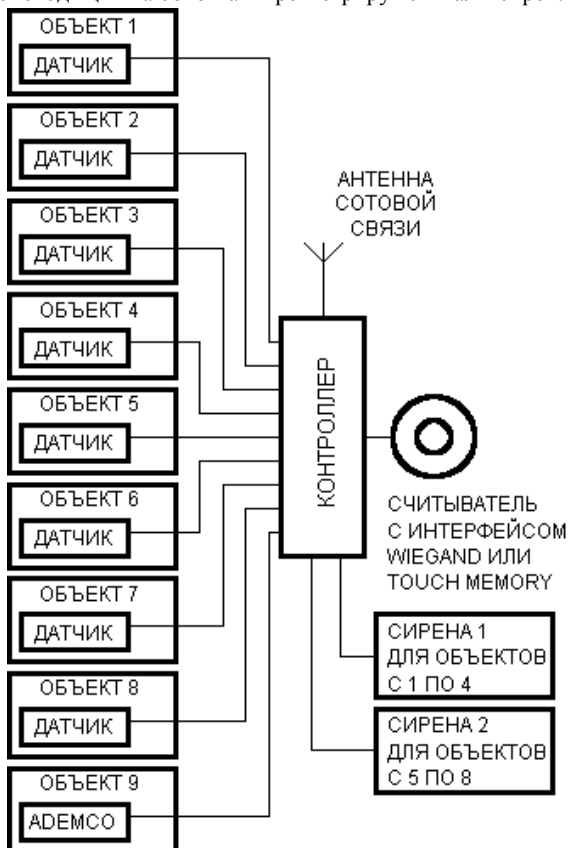 ОБЪЕКТ 1
ДАТЧИК
ОБЪЕКТ 2
ДАТЧИК
ОБЪЕКТ 3
ДАТЧИК
ОБЪЕКТ 4
ДАТЧИК
ОБЪЕКТ 5
ДАТЧИК
ОБЪЕКТ 6
ДАТЧИК
ОБЪЕКТ 7
ДАТЧИК
ОБЪЕКТ 8
ДАТЧИК
ОБЪЕКТ 9
ADEMCO
АНТЕННА
СОТОВОЙ
СВЯЗИ
КОНТРОЛЛЕР
СЧИТЫВАТЕЛЬ
С ИНТЕРФЕЙСОМ
WIEGAND ИЛИ
TOUCH MEMORY
СИРЕНА 1
ДЛЯ ОБЪЕКТОВ
С 1 ПО 4
СИРЕНА 2
ДЛЯ ОБЪЕКТОВ
С 5 ПО 8